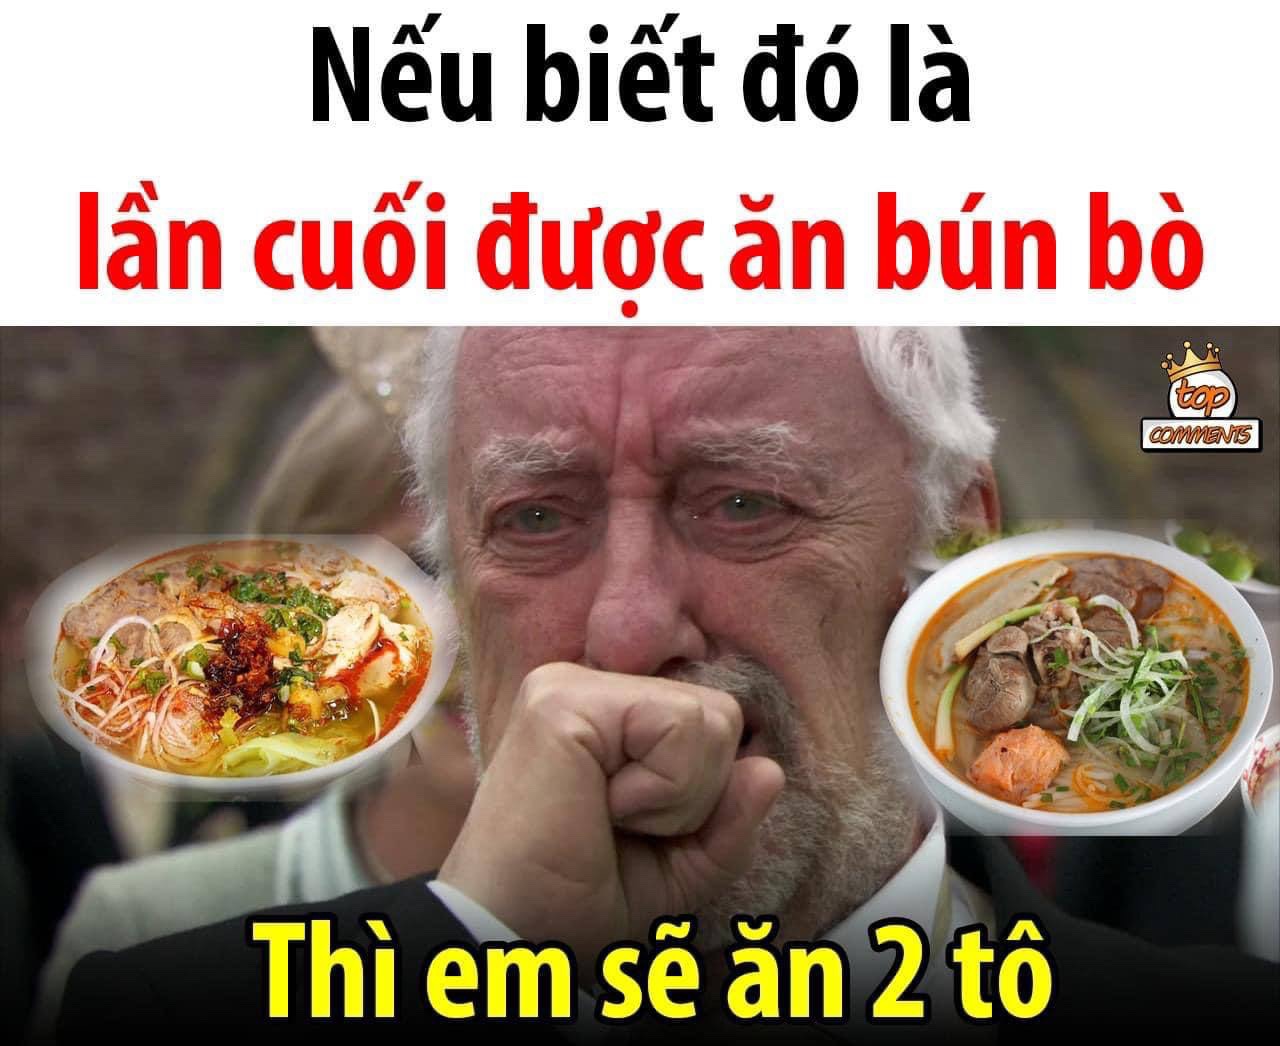 Nếu biết đó là
lần cuối được ăn bún bò
top
COMMENTS
Thì em sẽ ăn 2 tô